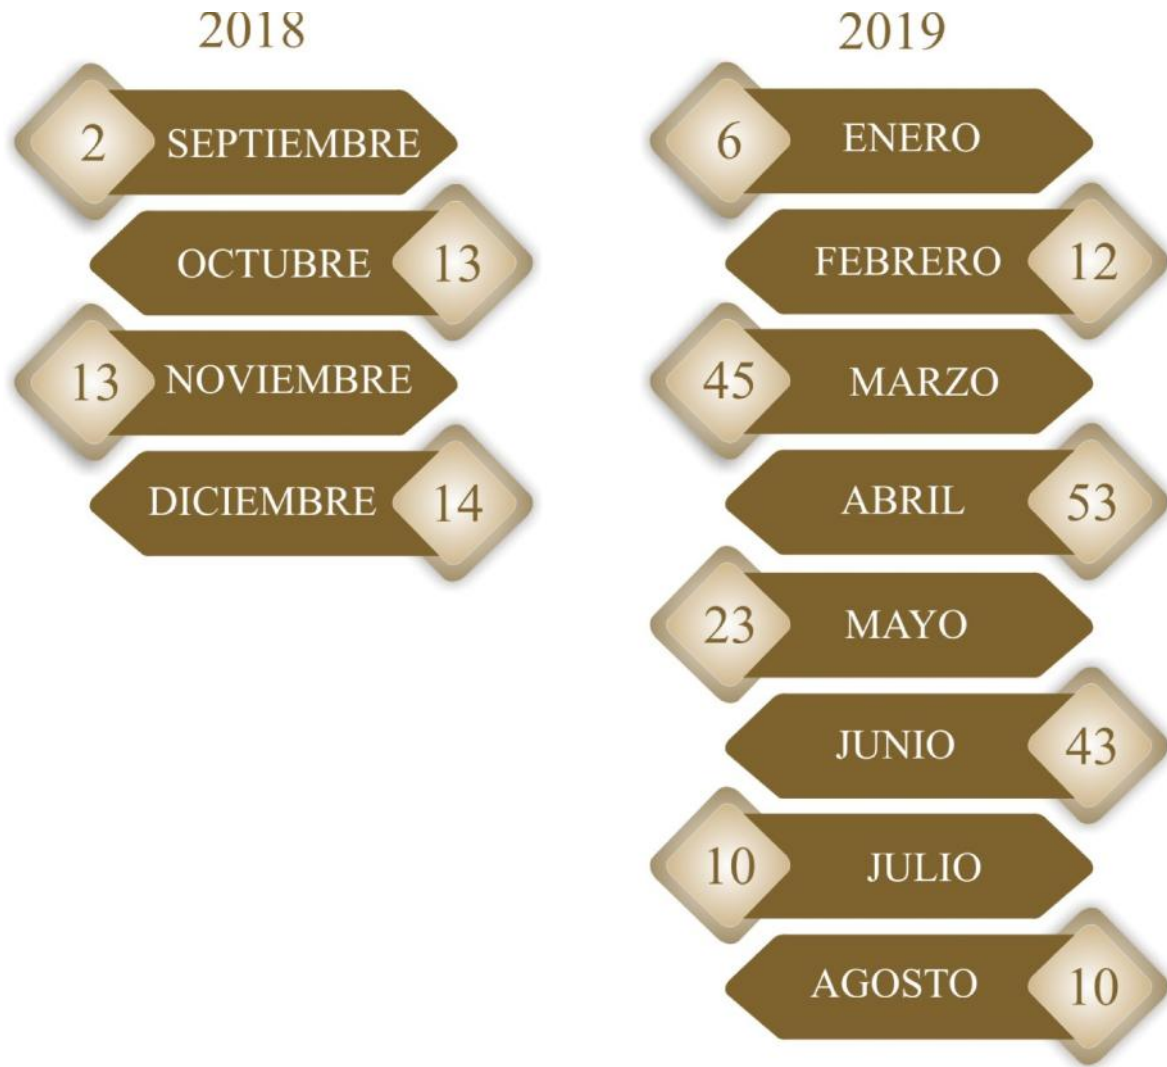 2018
2 SEPTIEMBRE
OCTUBRE 13
13 NOVIEMBRE
DICIEMBRE 14
2019
6 ENERO
FEBRERO 12
45 MARZO
ABRIL 53
23 MAYO
JUNIO 43
10 JULIO
AGOSTO 10